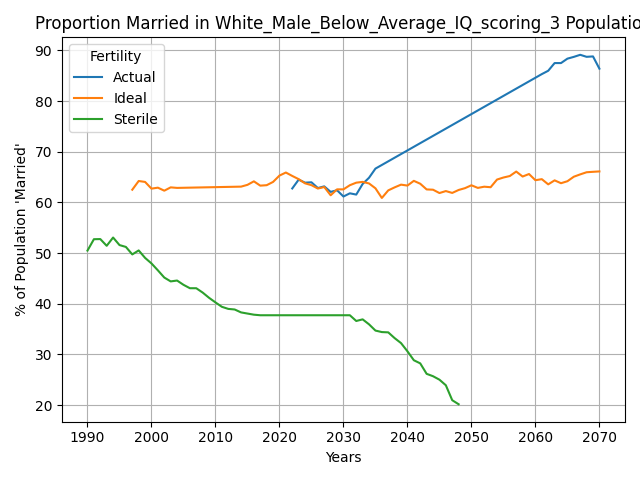 Proportion Married in White_Male_Below_Average_IQ_scoring_3 Populatio
Fertility
Actual
Ideal
Sterile
% of Population 'Married'
90
80
70
60
50
40
30
20
1990 2000 2010 2020 2030 2040 2050 2060 2070
Years